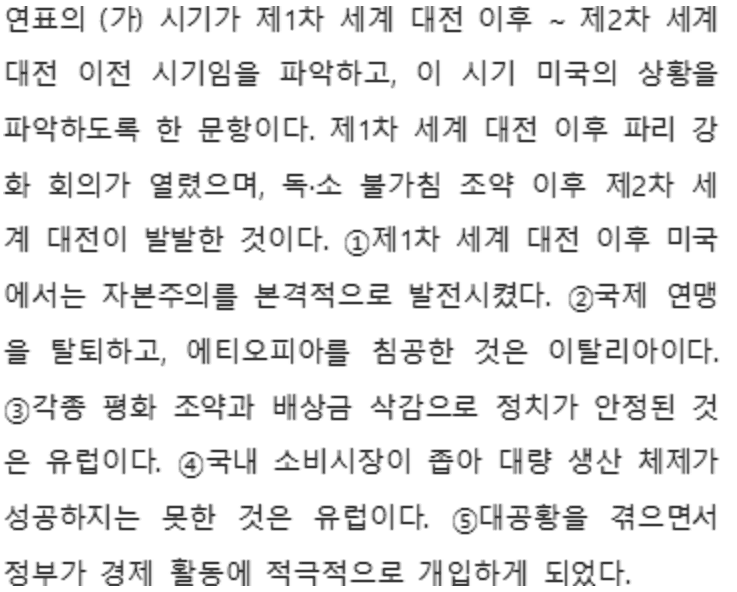 연표의 (가) 시기가 제1차 세계 대전 이후 ~ 제2차 세계
대전 이전 시기임을 파악하고, 이 시기 미국의 상황을
파악하도록 한 문항이다. 제1차 세계 대전 이후 파리 강
화 회의가 열렸으며, 독·소 불가침 조약 이후 제2차 세
계 대전이 발발한 것이다. ①제1차 세계 대전 이후 미국
에서는 자본주의를 본격적으로 발전시켰다. ②국제 연맹
을 탈퇴하고, 에티오피아를 침공한 것은 이탈리아이다.
③각종 평화 조약과 배상금 삭감으로 정치가 안정된 것
은 유럽이다. ④국내 소비시장이 좁아 대량 생산 체제가
성공하지는 못한 것은 유럽이다. ⑤대공황을 겪으면서
정부가 경제 활동에 적극적으로 개입하게 되었다.